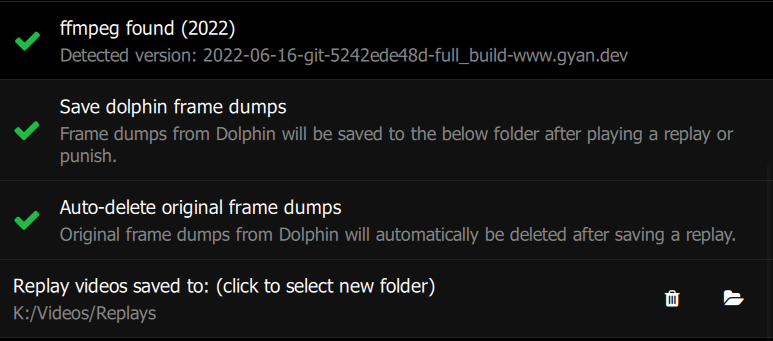 ffmpeg found (2022)
Detected version: 2022-06-16-git-5242ede48d-full_build-www.gyan.dev
Save dolphin frame dumps
Frame dumps from Dolphin will be saved to the below folder after playing a replay or
punish.
Auto-delete original frame dumps
Original frame dumps from Dolphin will automatically be deleted after saving a replay.
Replay videos saved to: (click to select new folder)
K:/Videos/Replays